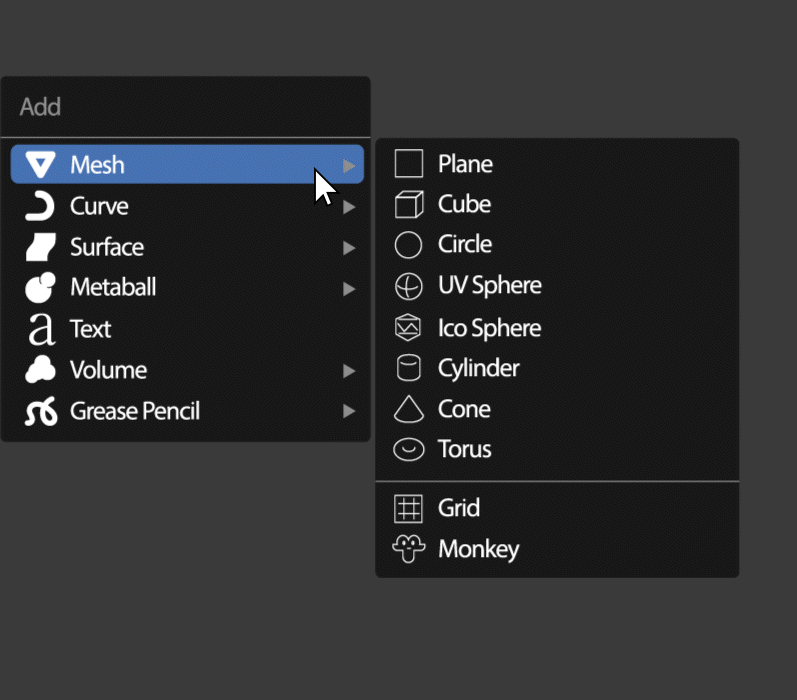 Add
Mesh
Curve
Surface
Metaball
Text
Volume
Grease Pencil
Plane
Cube
Circle
UV Sphere
Ico Sphere
Cylinder
Cone
Torus
Grid
Monkey